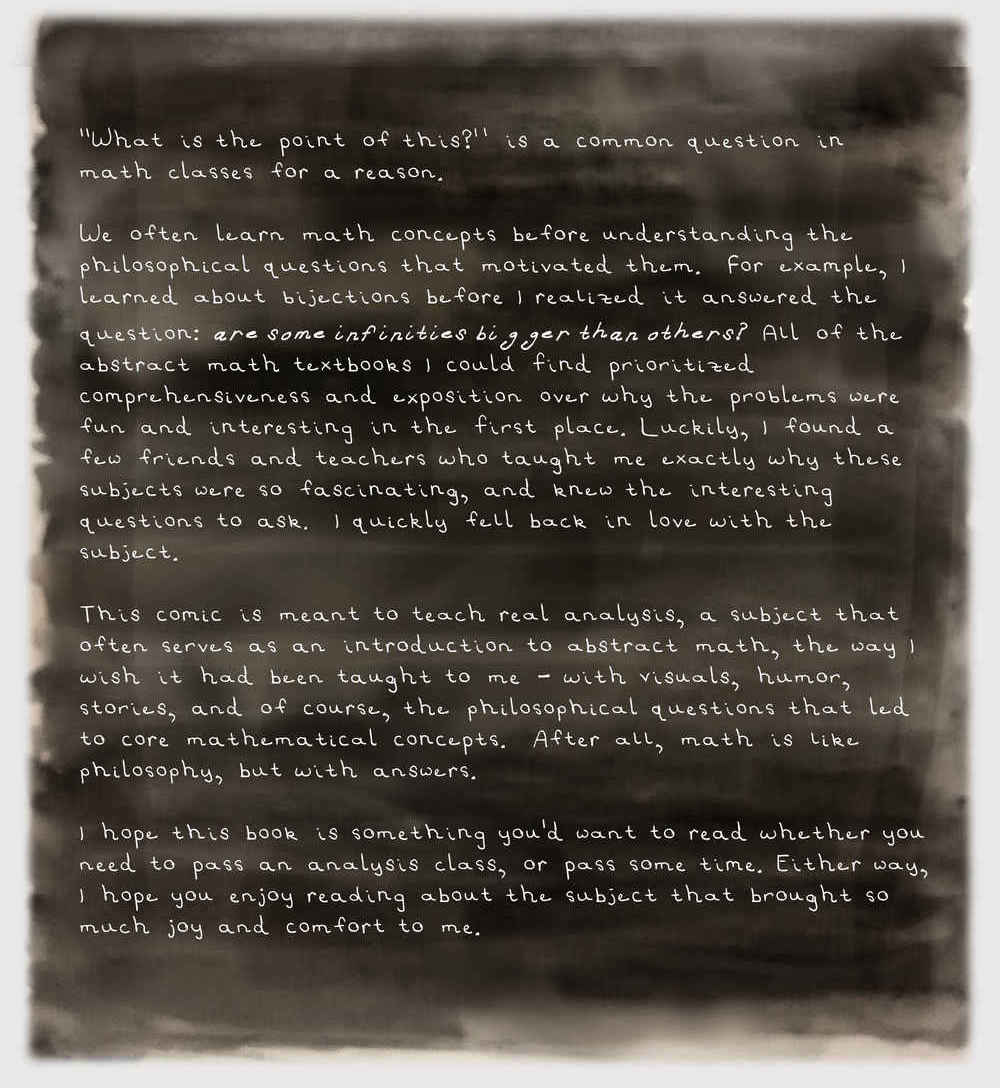 "What is the point of this?" is a common question in
math classes for a reason.
We often learn math concepts before understanding the
philosophical questions that motivated them. For example, I
learned about bijections before I realized it answered the
question: are some infinities bigger than others? All of the
abstract math textbooks I could find prioritized
comprehensiveness and exposition over why the problems were
fun and interesting in the first place. Luckily, I found a
few friends and teachers who taught me exactly why these
subjects were so fascinating, and knew the interesting
questions to ask. I quickly fell back in love with the
subject.
This comic is meant to teach real analysis, a subject that
often serves as an introduction to abstract math, the way I
wish it had been taught to me - with visuals, humor,
stories, and of course, the philosophical questions that led
to core mathematical concepts. After all, math is like
philosophy, but with answers.
I hope this book is something you'd want to read whether you
need to pass an analysis class, or pass some time. Either way,
I hope you enjoy reading about the subject that brought so
much joy and comfort to me.